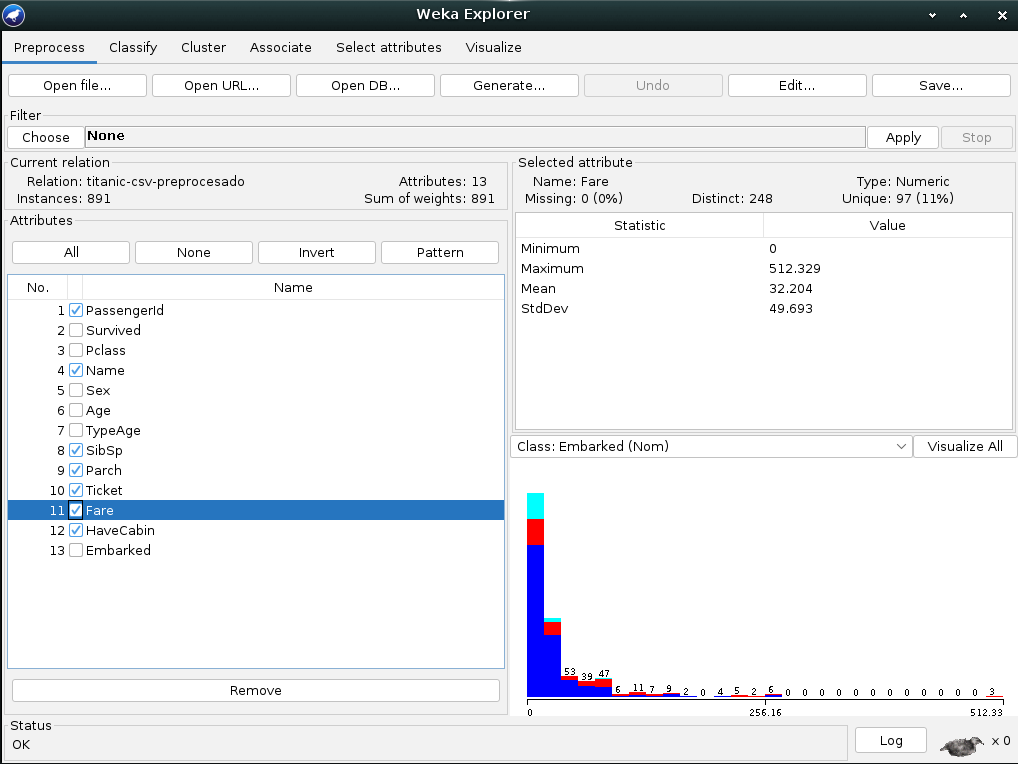 Weka Explorer
Preprocess Classify Cluster Associate Select attributes Visualize
Open file... Open URL... Open DB... Generate... Undo Edit... Save...
Filter
Choose None Apply Stop
Current relation
Relation: titanic-csv-preprocesado Attributes: 13
Instances: 891 Sum of weights: 891
Attributes
All None Invert Pattern
No. Name
1 PassengerId
2 Survived
3 Pclass
4 Name
5 Sex
6 Age
7 TypeAge
8 SibSp
9 Parch
10 Ticket
11 Fare
12 HaveCabin
13 Embarked
Remove
Selected attribute
Name: Fare Type: Numeric
Missing: 0 (0%) Distinct: 248 Unique: 97 (11%)
Statistic Value
Minimum 0
Maximum 512.329
Mean 32.204
StdDev 49.693
Class: Embarked (Nom) Visualize All
53 39 47 6 11 7 9 2 0 4 5 2 6 0 0 0 0 0 0 0 0 0 0 0 0 3
0 256.16 512.33
Status
OK Log x 0